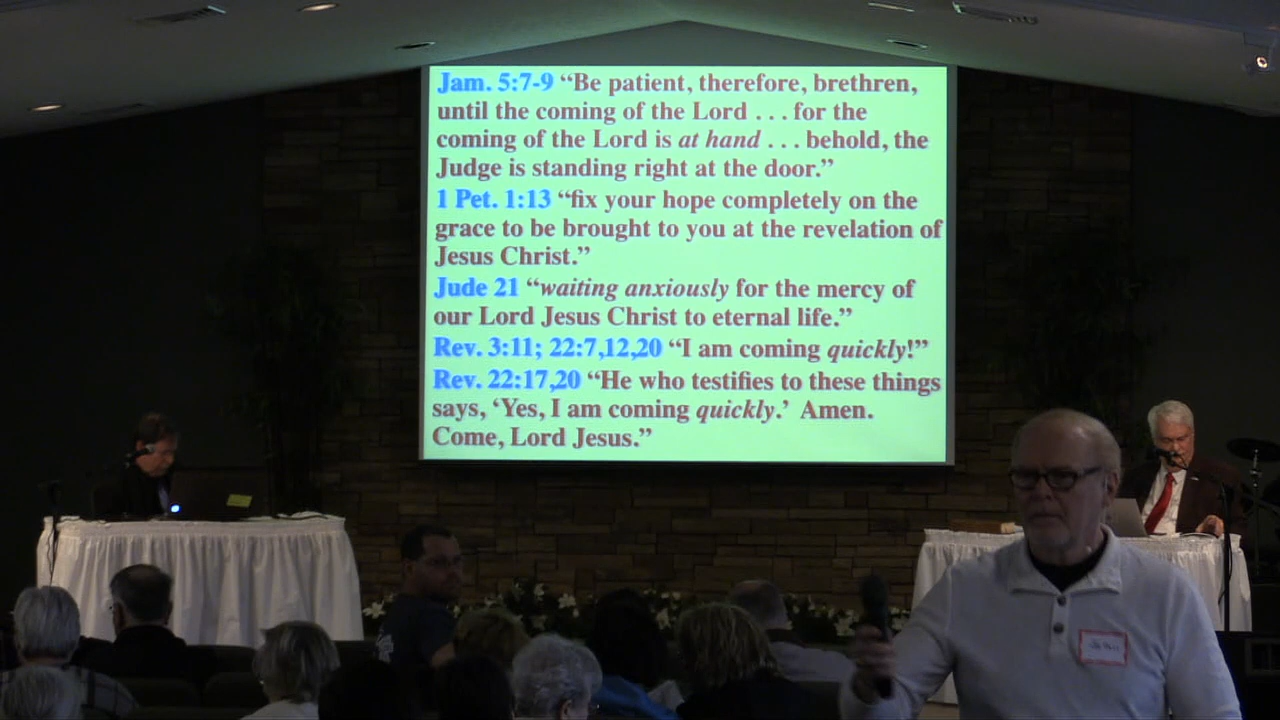 Jam. 5:7-9 “Be patient, therefore, brethren,
until the coming of the Lord . . . for the
coming of the Lord is at hand . . . behold, the
Judge is standing right at the door.”
1 Pet. 1:13 “fix your hope completely on the
grace to be brought to you at the revelation of
Jesus Christ.”
Jude 21 “waiting anxiously for the mercy of
our Lord Jesus Christ to eternal life.”
Rev. 3:11; 22:7,12,20 “I am coming quickly!”
Rev. 22:17,20 “He who testifies to these things
says, ‘Yes, I am coming quickly.’ Amen.
Come, Lord Jesus.”